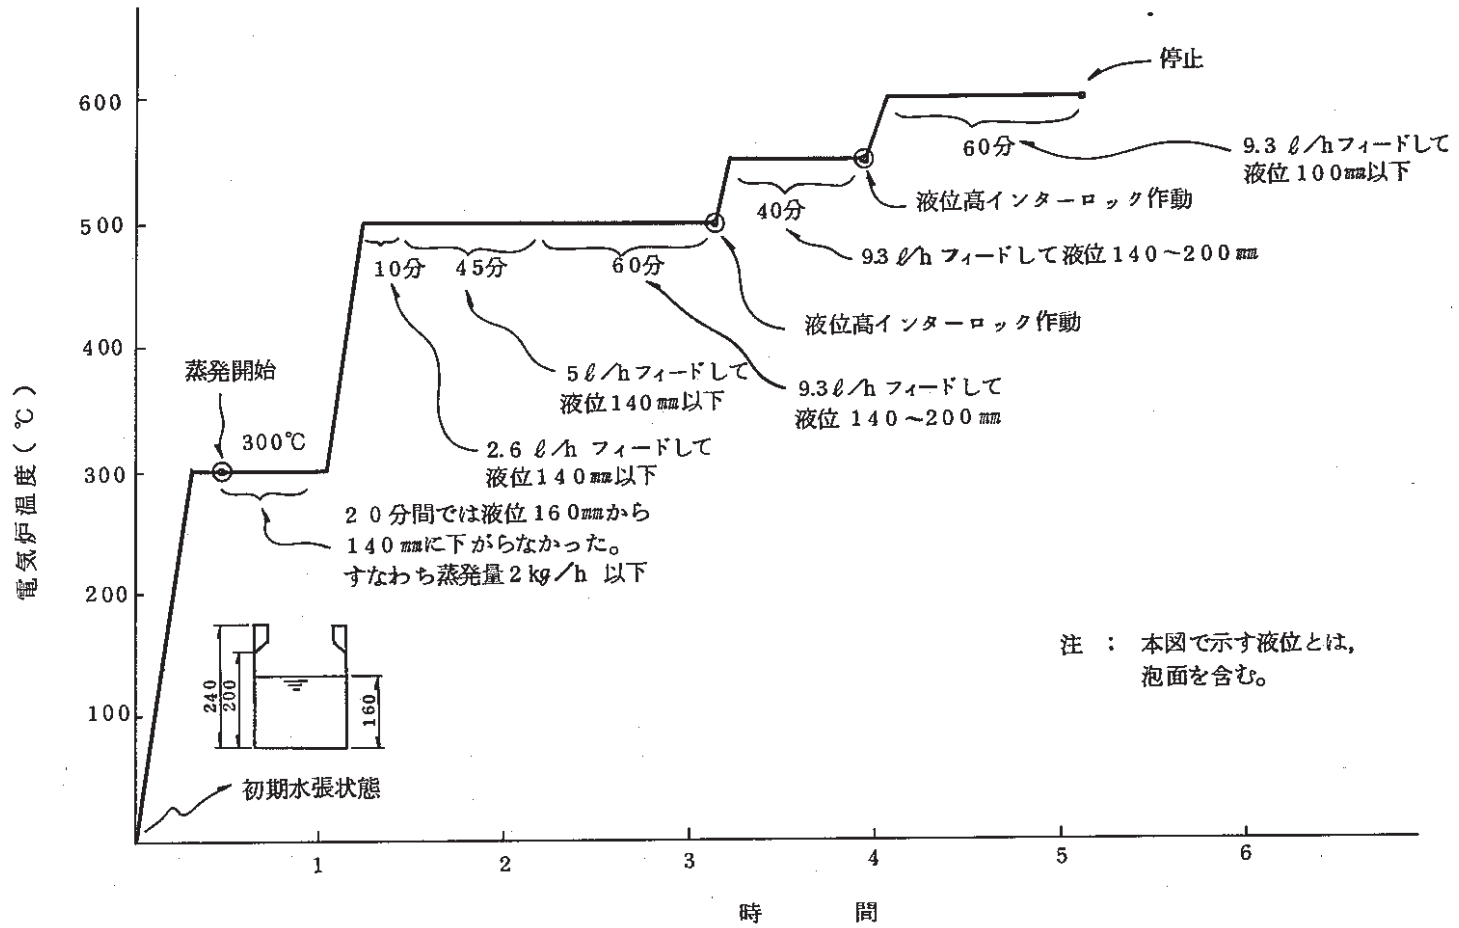 停止
600
60分
9.3 ℓ/hフィードして
液位100㎜以下
液位高インターロック作動
500
40分
9.3 ℓ/hフィードして液位140~200㎜
10分
45分
60分
液位高インターロック作動
400
蒸発開始
5ℓ/hフィードして
液位140㎜以下
9.3ℓ/hフィードして
液位 140~200㎜
300℃
2.6 ℓ/h フィードして
液位140㎜以下
300
20分間では液位160㎜から
140㎜に下がらなかった。
すなわち蒸発量2㎏/h 以下
電気炉温度(℃)
200
240
200
160
注 : 本図で示す液位とは,
泡面を含む。
100
初期水張状態
1
2
3
4
5
6
時 間